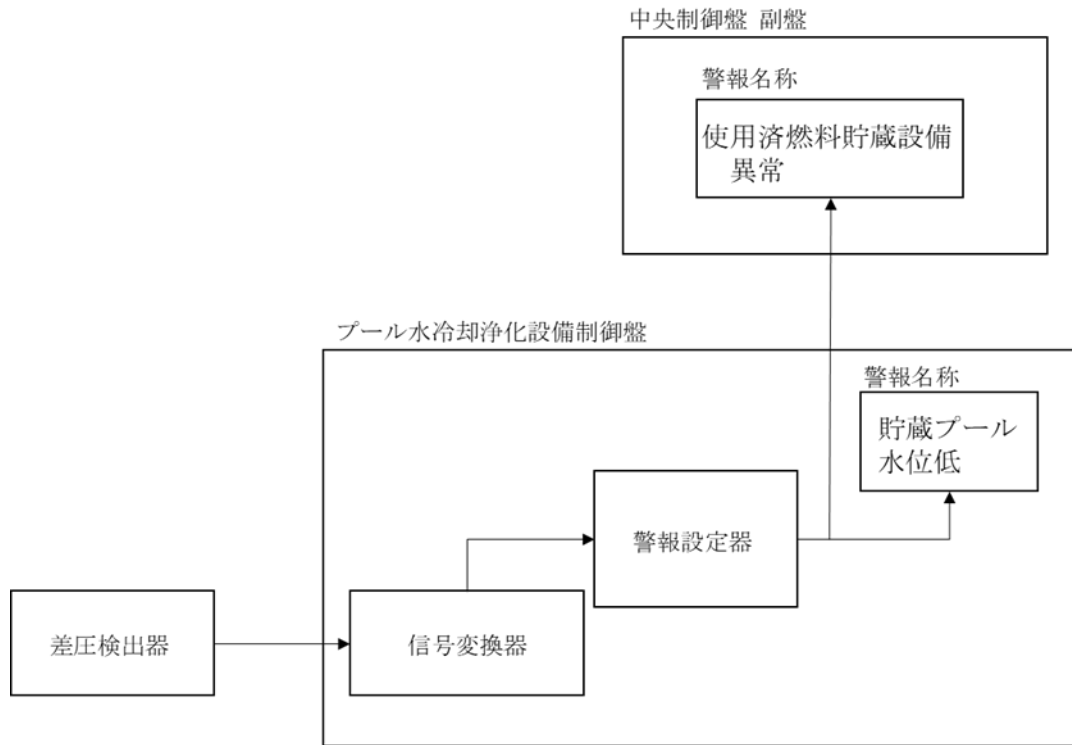 中央制御盤 副盤
警報名称
使用済燃料貯蔵設備
異常
プール水冷却浄化設備制御盤
警報名称
貯蔵プール
水位低
警報設定器
差圧検出器
信号変換器